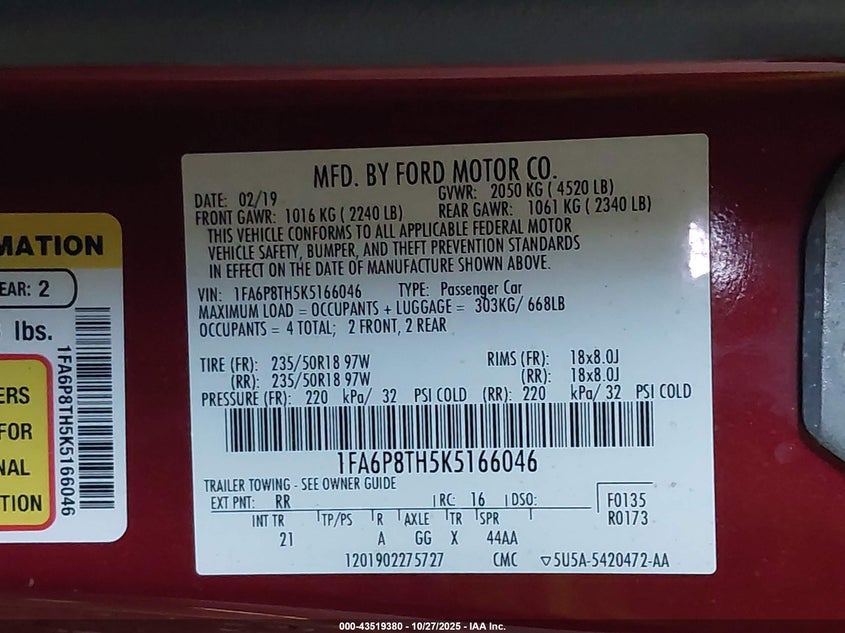 MATION
EAR: 2
lbs.
ERS
FOR
NAL
TION
1FA6P8TH5K5166046
MFD. BY FORD MOTOR CO.
DATE: 02/19 GVWR: 2050 KG ( 4520 LB)
FRONT GAWR: 1016 KG ( 2240 LB) REAR GAWR: 1061 KG ( 2340 LB)
THIS VEHICLE CONFORMS TO ALL APPLICABLE FEDERAL MOTOR
VEHICLE SAFETY, BUMPER, AND THEFT PREVENTION STANDARDS
IN EFFECT ON THE DATE OF MANUFACTURE SHOWN ABOVE.
VIN: 1FA6P8TH5K5166046 TYPE: Passenger Car
MAXIMUM LOAD = OCCUPANTS + LUGGAGE = 303KG/ 668LB
OCCUPANTS = 4 TOTAL; 2 FRONT, 2 REAR
TIRE (FR): 235/50R18 97W RIMS (FR): 18x8.0J
(RR): 235/50R18 97W (RR): 18x8.0J
PRESSURE (FR): 220 kPa/ 32 PSI COLD (RR): 220 kPa/ 32 PSI COLD
1FA6P8TH5K5166046
TRAILER TOWING - SEE OWNER GUIDE
EXT PNT: RR RC: 16 DSO: F0135
R0173
INT TR TP/PS R AXLE TR SPR
21 A GG X 44AA
1201902275727 CMC ▽5U5A-5420472-AA
000-43519380 - 10/27/2025 - IAA Inc.